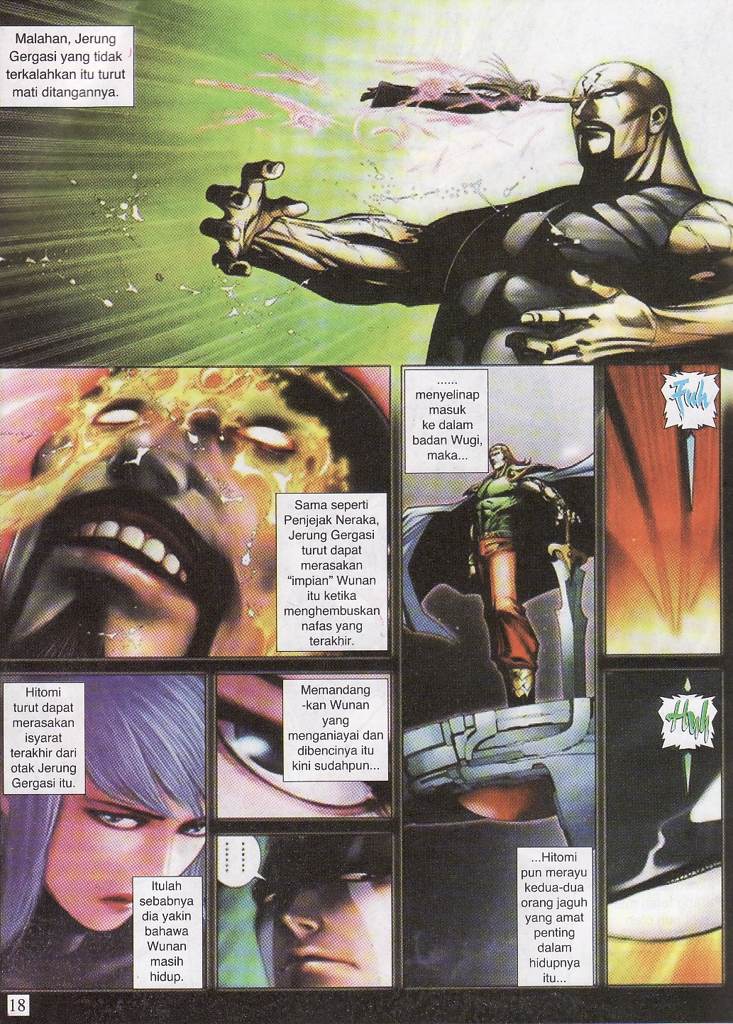 Malahan, Jerung
Gergasi yang tidak
terkalahkan itu turut
mati ditangannya.
Sama seperti
Penjejak Neraka,
Jerung Gergasi
turut dapat
merasakan
“impian” Wunan
itu ketika
menghembuskan
nafas yang
terakhir.
......
menyelinap
masuk
ke dalam
badan Wugi,
maka...
Fuh
Hitomi
turut dapat
merasakan
isyarat
terakhir dari
otak Jerung
Gergasi itu.
Itulah
sebabnya
dia yakin
bahawa
Wunan
masih
hidup.
Memandang
-kan Wunan
yang
menganiayai dan
dibencinya itu
kini sudahpun...
...Hitomi
pun merayu
kedua-dua
orang jaguh
yang amat
penting
dalam
hidupnya
itu...
Huh
18